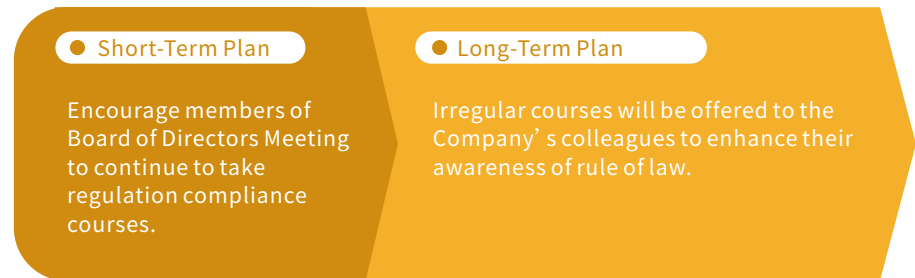 Short-Term Plan
Encourage members of
Board of Directors Meeting
to continue to take
regulation compliance
courses.
Long-Term Plan
Irregular courses will be offered to the
Company’s colleagues to enhance their
awareness of rule of law.